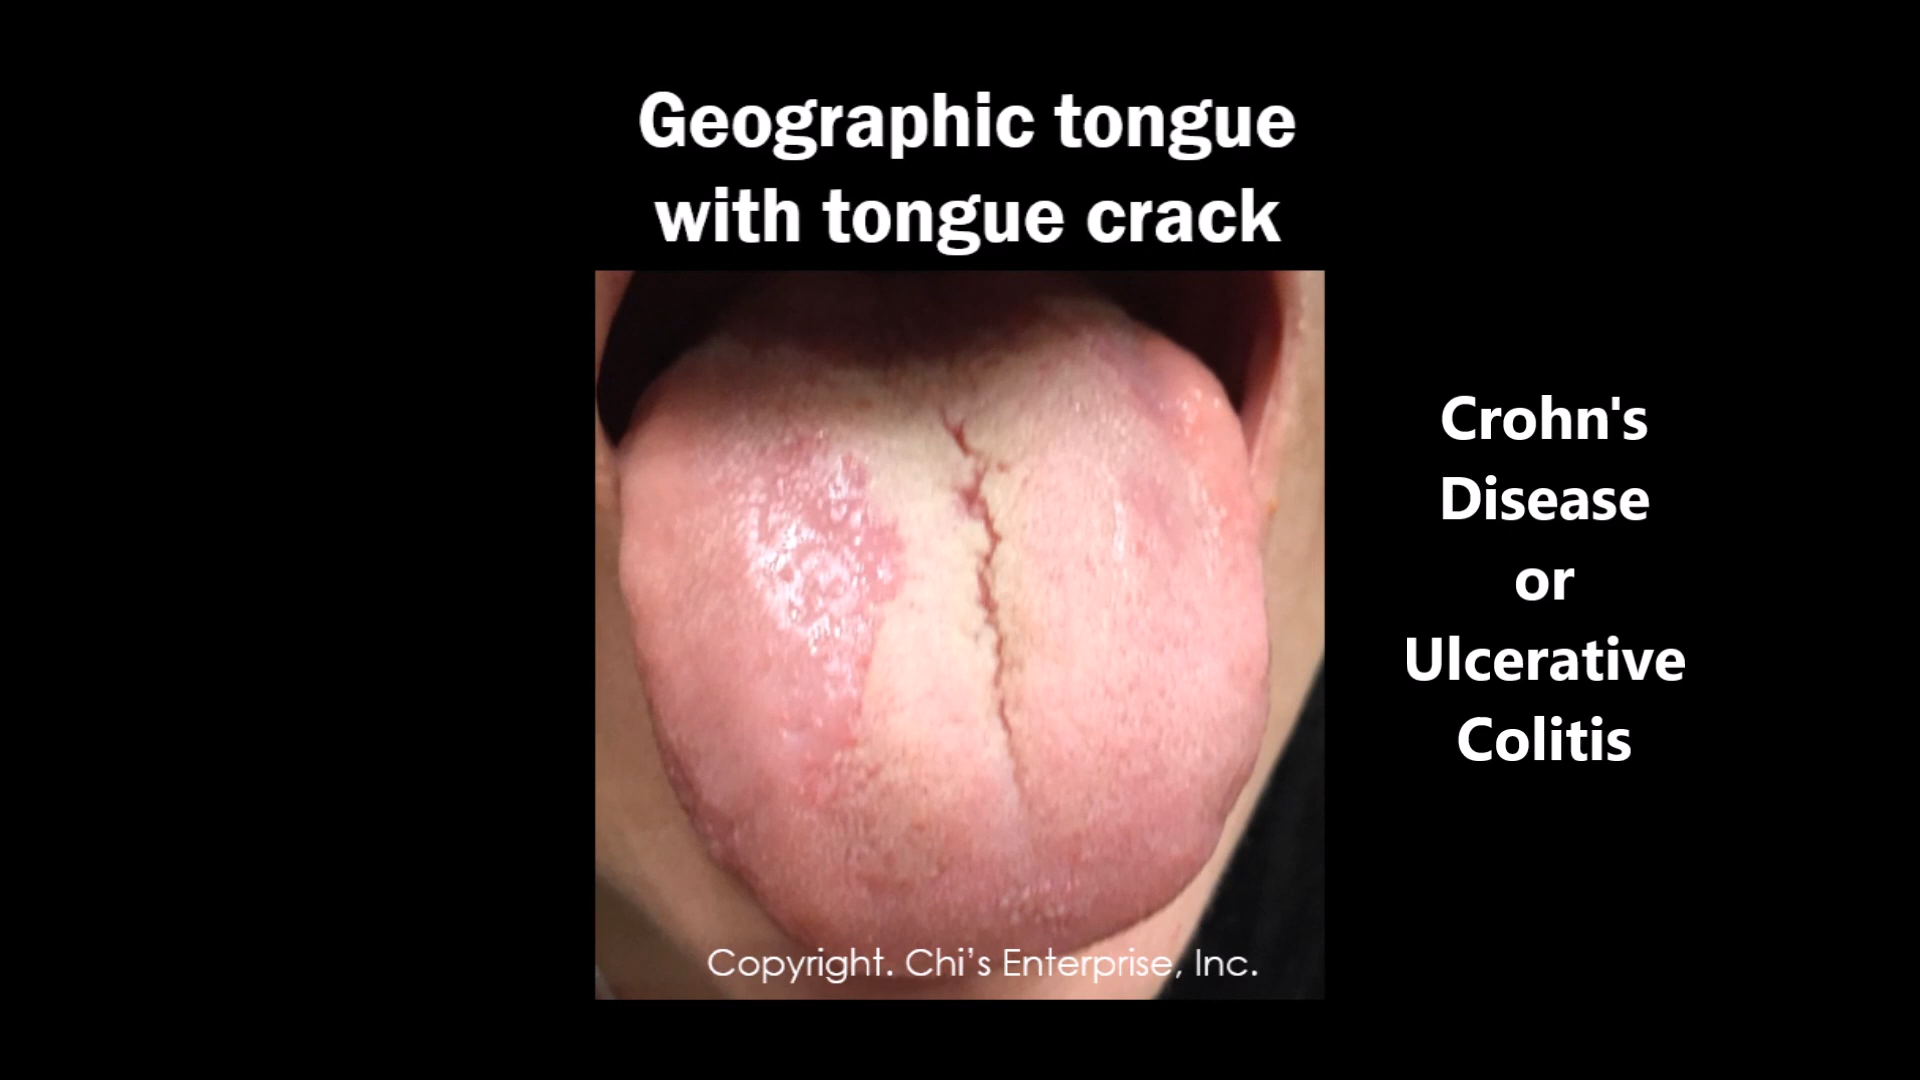 Geographic tongue
with tongue crack
Crohn's
Disease
or
Ulcerative
Colitis
Copyright. Chi’s Enterprise, Inc.